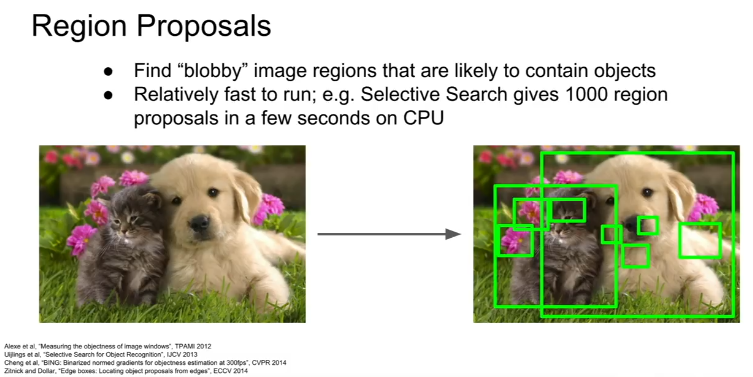 Region Proposals
● Find “blobby” image regions that are likely to contain objects
● Relatively fast to run; e.g. Selective Search gives 1000 region
proposals in a few seconds on CPU
Alexe et al, "Measuring the objectness of image windows", TPAMI 2012
Uijlings et al, "Selective Search for Object Recognition", IJCV 2013
Cheng et al, "BING: Binarized normed gradients for objectness estimation at 300fps", CVPR 2014
Zitnick and Dollar, "Edge boxes: Locating object proposals from edges", ECCV 2014